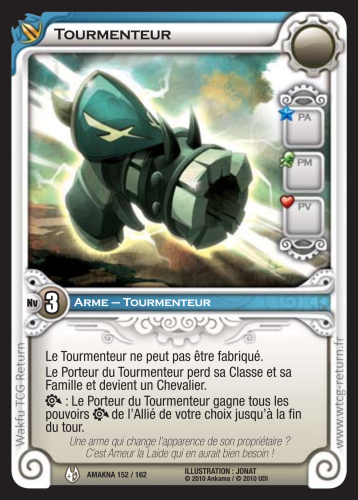 Tourmenteur
PA
PM
PV
Nv 3 Arme – Tourmenteur
Le Tourmenteur ne peut pas être fabriqué.
Le Porteur du Tourmenteur perd sa Classe et sa
Famille et devient un Chevalier.
: Le Porteur du Tourmenteur gagne tous les
pouvoirs de l'Allié de votre choix jusqu'à la fin
du tour.
Une arme qui change l'apparence de son propriétaire ?
C'est Ameur la Laide qui en aurait bien besoin !
AMAKNA 152 / 162
ILLUSTRATION : JONAT
© 2010 Ankama / © 2010 UDI
Wakfu TCG Return
www.wtcg-return.fr